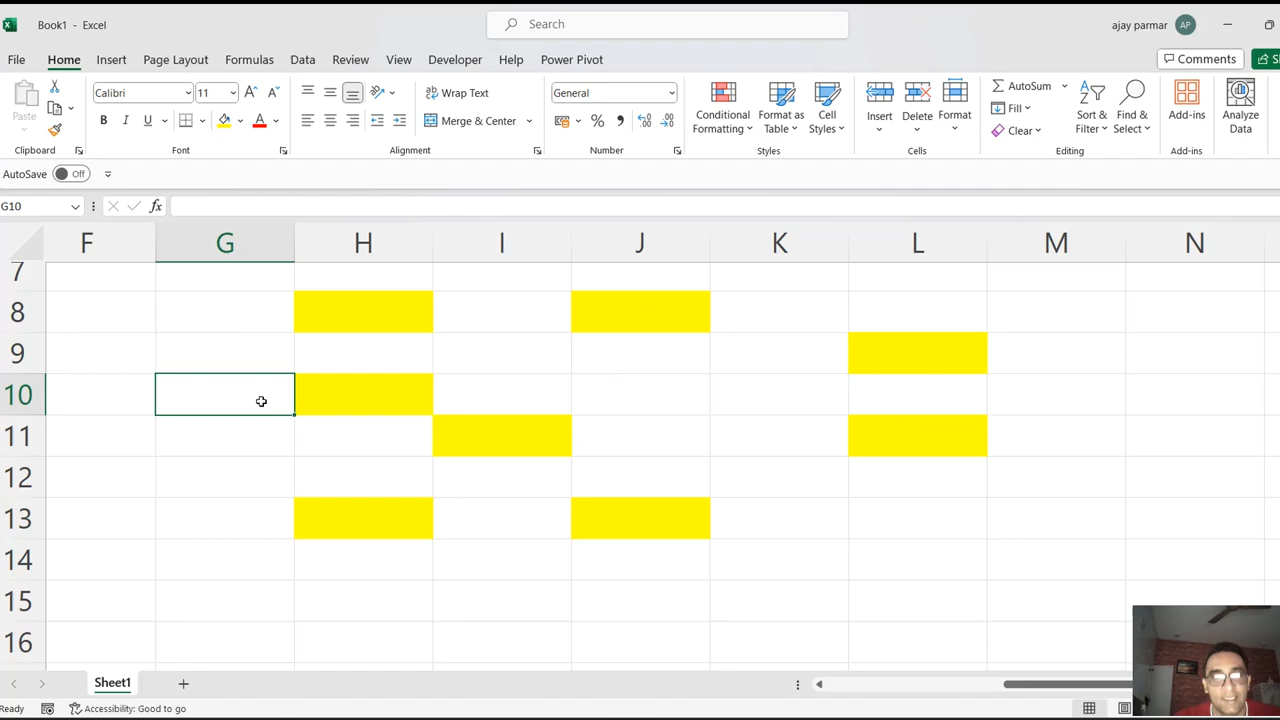 Book1 - Excel
Search
ajay parmar AP
File Home Insert Page Layout Formulas Data Review View Developer Help Power Pivot Comments
Paste
Calibri 11
Wrap Text
General
Conditional Formatting
Format as Table
Cell Styles
Insert
Delete
Format
AutoSum
Sort & Filter
Find & Select
Add-ins
Analyze Data
B I U
Merge & Center
Fill
Clear
Clipboard Font Alignment Number Styles Cells Editing Add-ins
AutoSave Off
G10 fx
F G H I J K L M N
7
8
9
10
11
12
13
14
15
16
Sheet1
Accessibility: Good to go